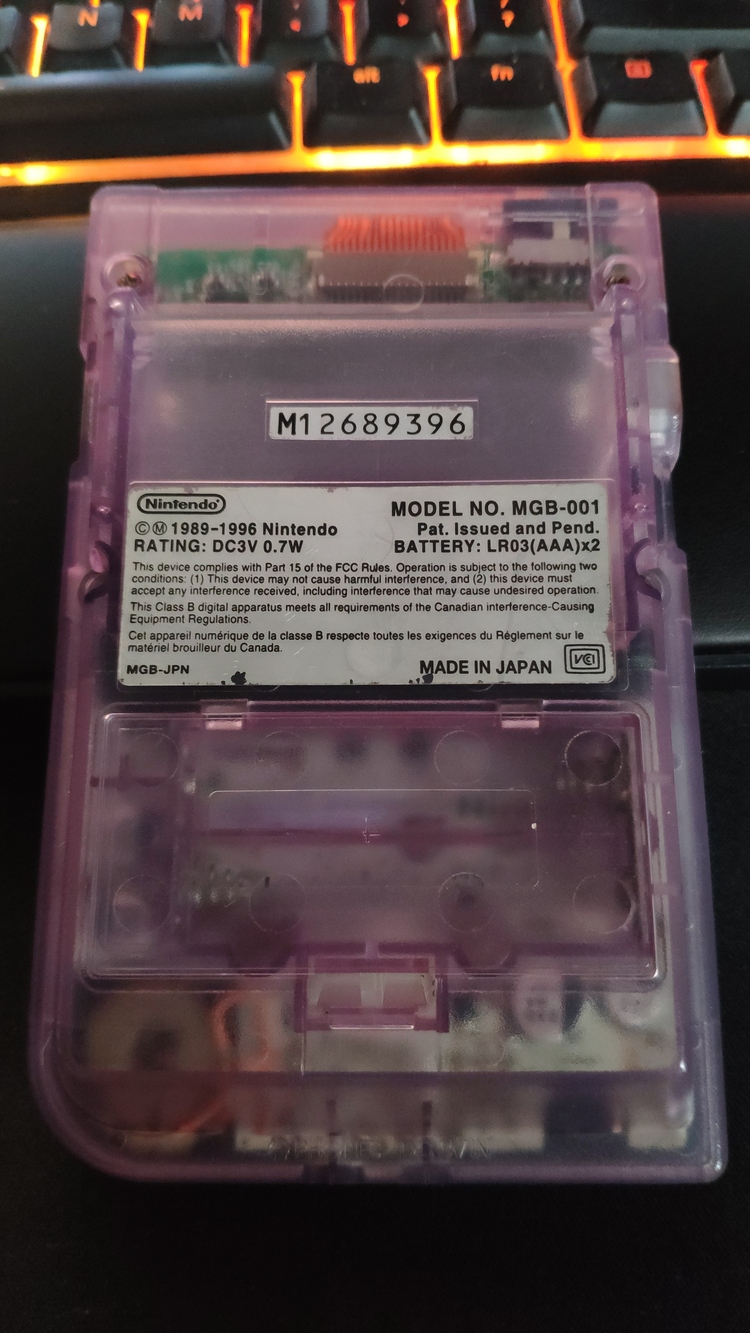 N M , . ?
alt fn
M12689396
Nintendo
MODEL NO. MGB-001
©Ⓜ 1989-1996 Nintendo
Pat. Issued and Pend.
RATING: DC3V 0.7W
BATTERY: LR03(AAA)x2
This device complies with Part 15 of the FCC Rules. Operation is subject to the following two
conditions: (1) This device may not cause harmful interference, and (2) this device must
accept any interference received, including interference that may cause undesired operation.
This Class B digital apparatus meets all requirements of the Canadian interference-Causing
Equipment Regulations.
Cet appareil numérique de la classe B respecte toutes les exigences du Réglement sur le
matériel brouilleur du Canada.
MGB-JPN
MADE IN JAPAN
VCI